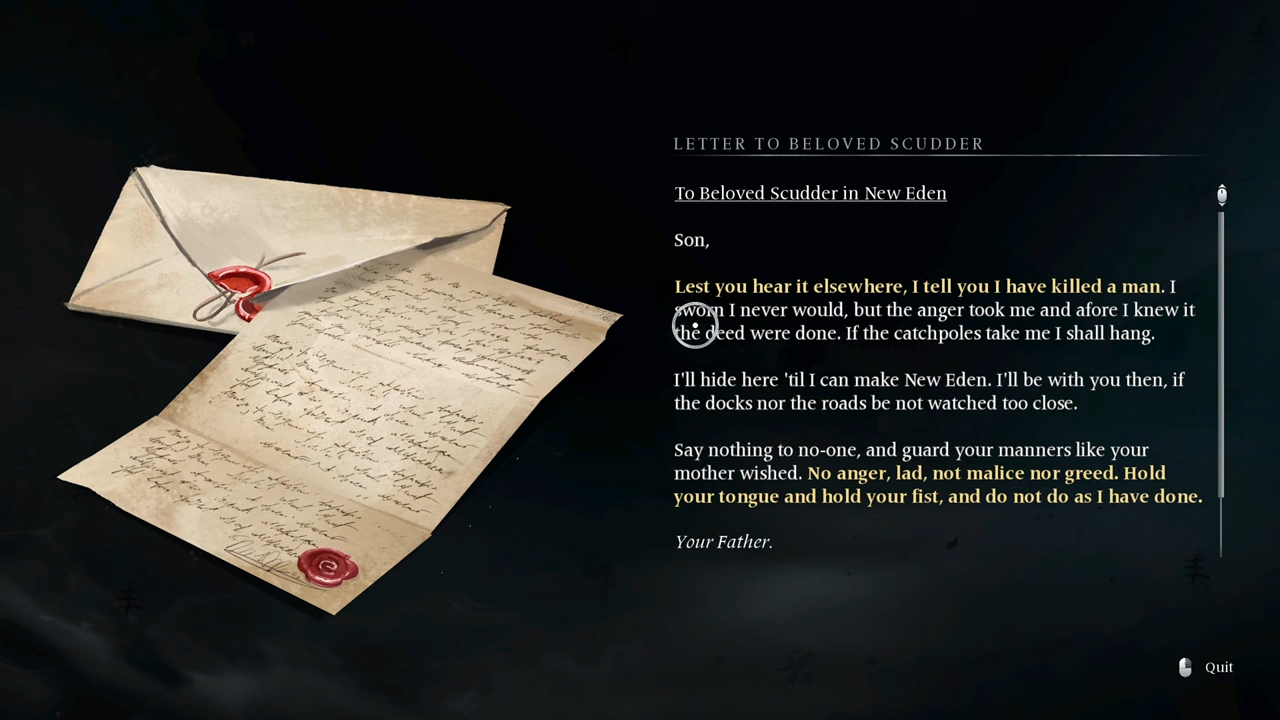 LETTER TO BELOVED SCUDDER
To Beloved Scudder in New Eden
Son,
Lest you hear it elsewhere, I tell you I have killed a man. I
sworn I never would, but the anger took me and afore I knew it
the deed were done. If the catchpoles take me I shall hang.
I'll hide here 'til I can make New Eden. I'll be with you then, if
the docks nor the roads be not watched too close.
Say nothing to no-one, and guard your manners like your
mother wished. No anger, lad, not malice nor greed. Hold
your tongue and hold your fist, and do not do as I have done.
Your Father.
Quit